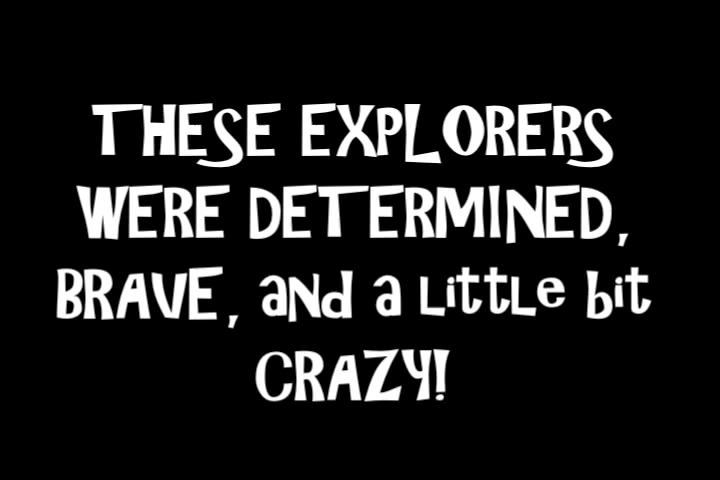 THESE EXPLORERS
WERE DETERMINED,
BRAVE, and a Little bit
CRAZY!